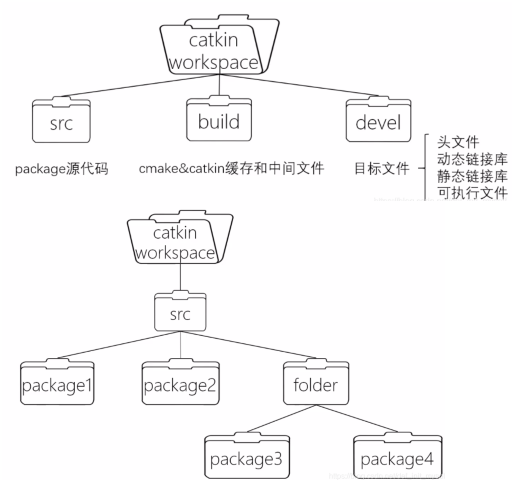 catkin
workspace
src
build
devel
package源代码
cmake&catkin缓存和中间文件
目标文件
头文件
动态链接库
静态链接库
可执行文件
catkin
workspace
src
package1
package2
folder
package3
package4